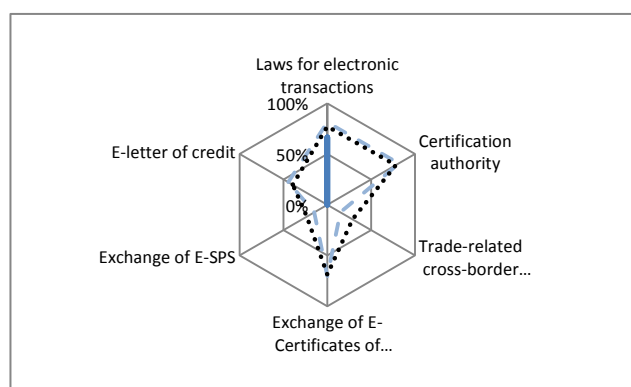 Laws for electronic
transactions
100%
Certification
authority
E-letter of credit
50%
0%
Exchange of E-SPS
Trade-related
cross-border...
Exchange of E-
Certificates of...